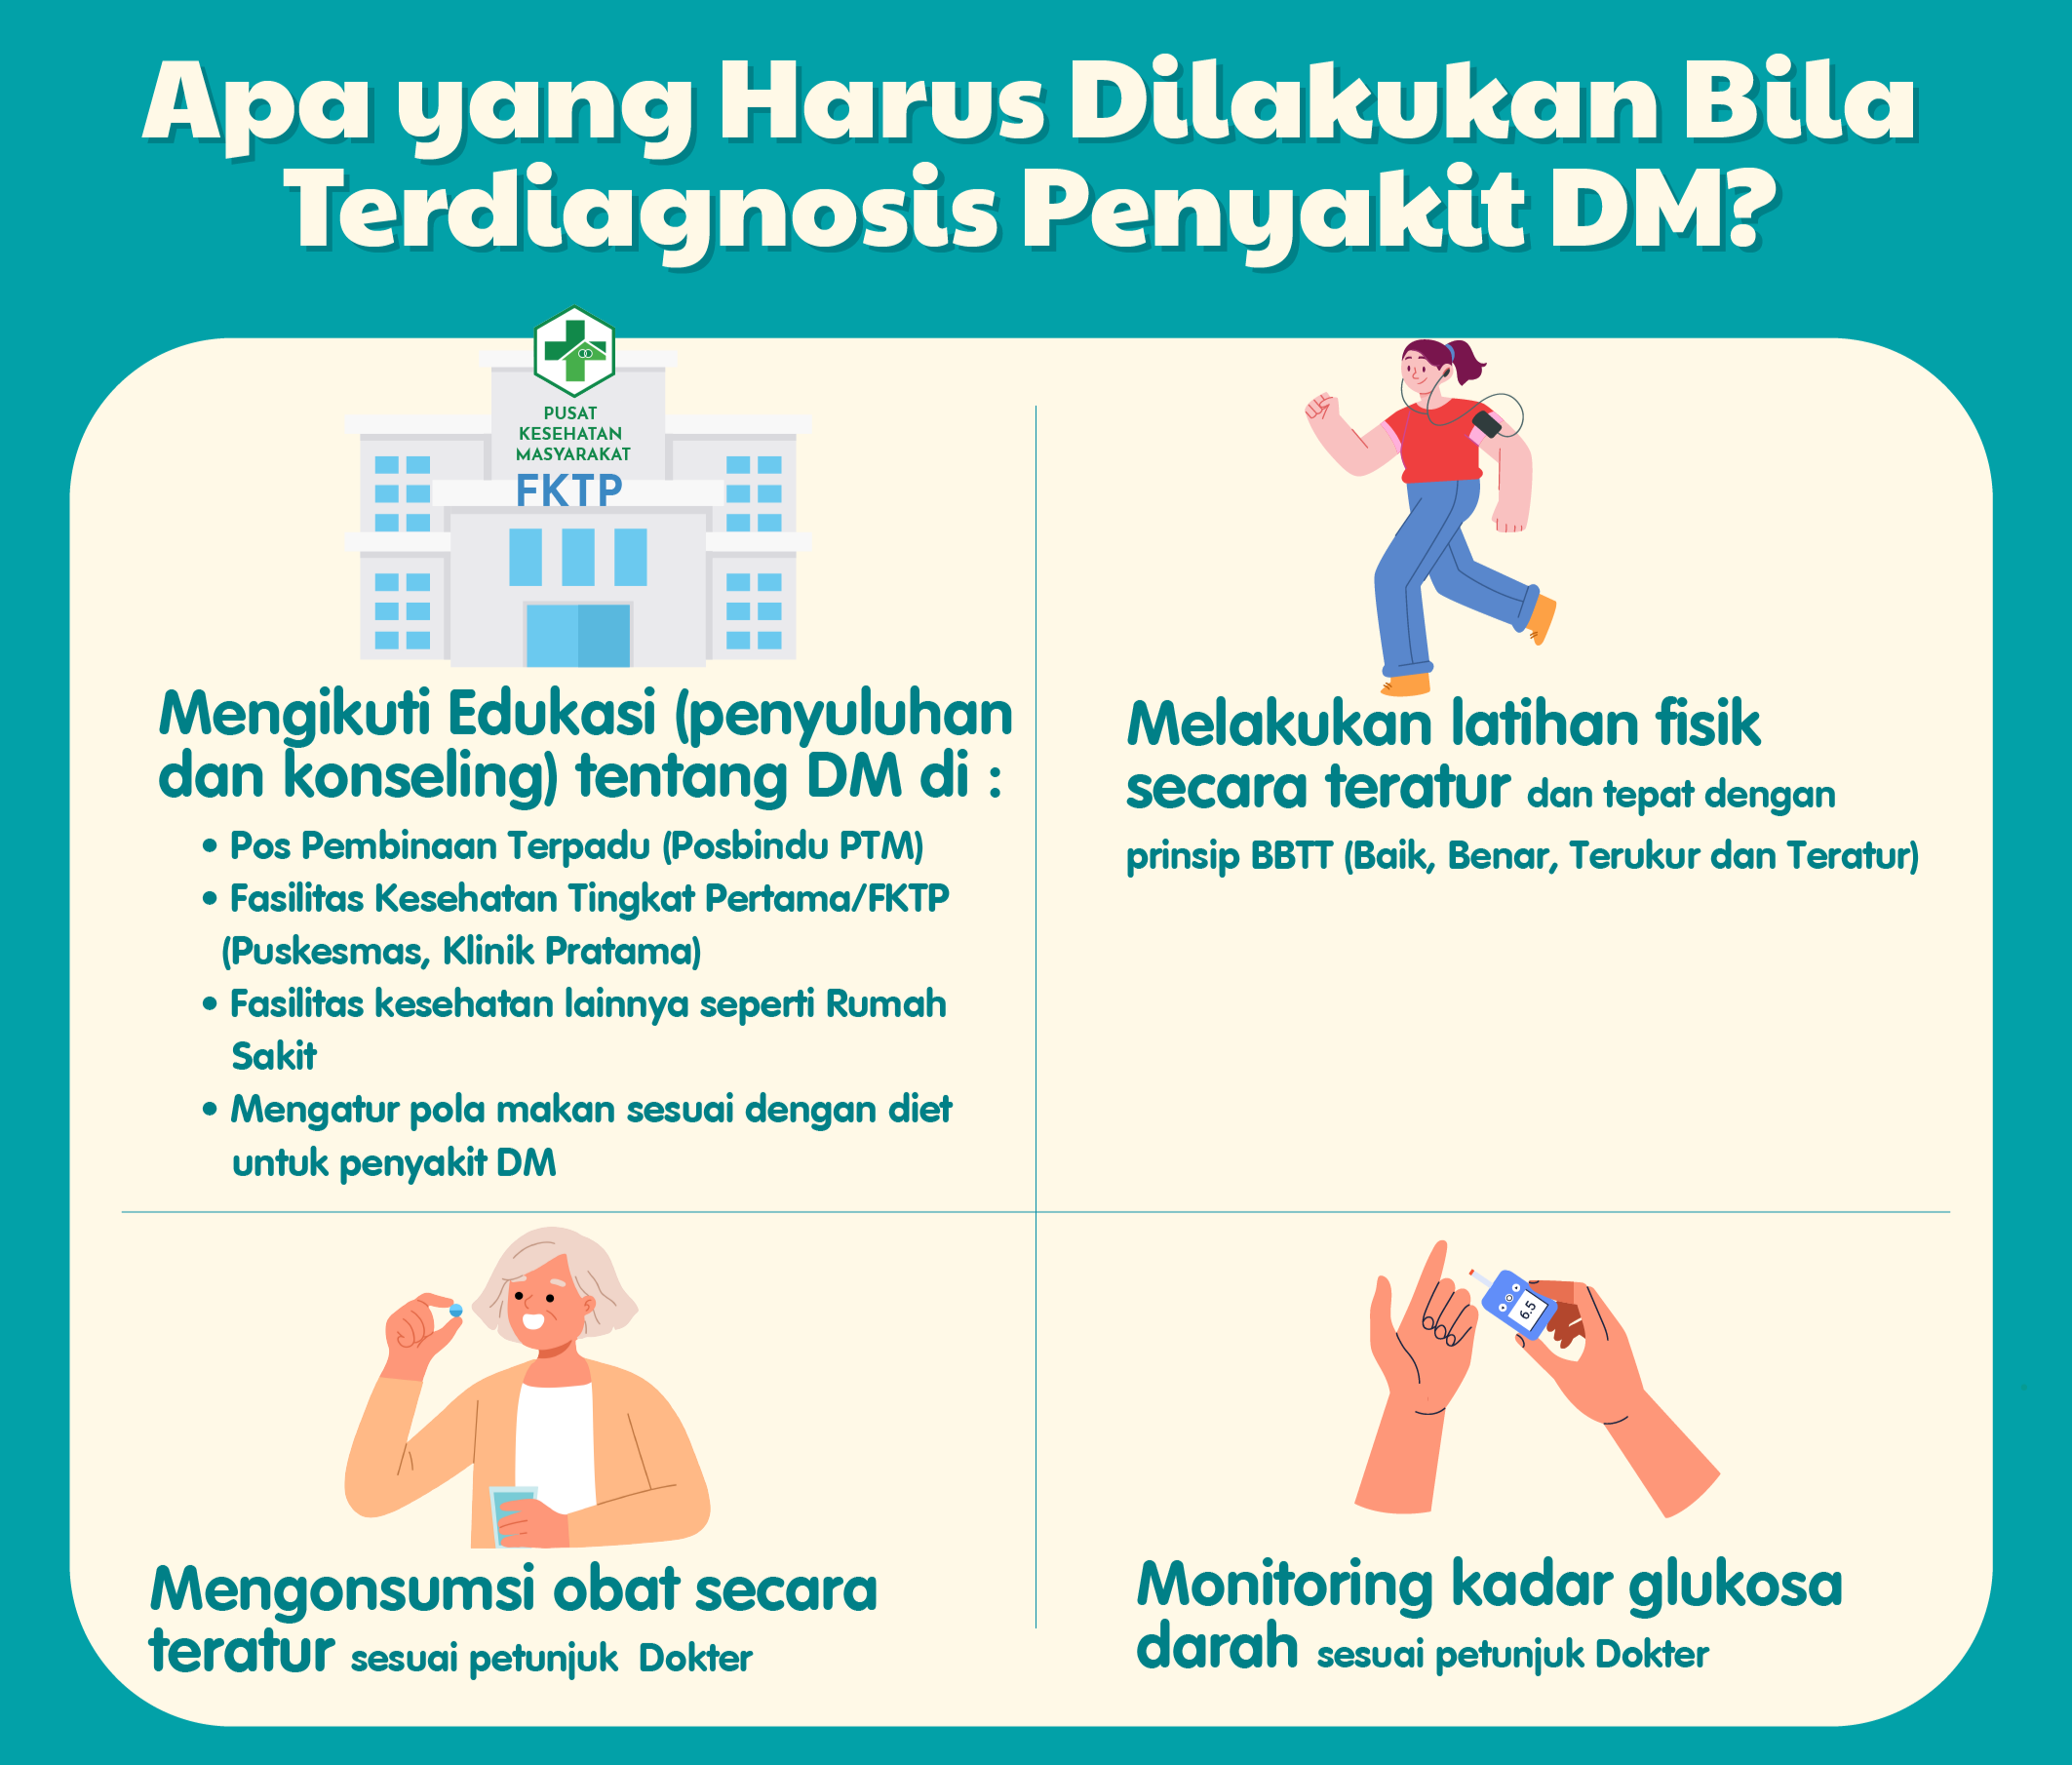 Apa yang Harus Dilakukan Bila
Terdiagnosis Penyakit DM?
PUSAT
KESEHATAN
MASYARAKAT
FKTP
Mengikuti Edukasi (penyuluhan
dan konseling) tentang DM di :
• Pos Pembinaan Terpadu (Posbindu PTM)
• Fasilitas Kesehatan Tingkat Pertama/FKTP
(Puskesmas, Klinik Pratama)
• Fasilitas kesehatan lainnya seperti Rumah
Sakit
• Mengatur pola makan sesuai dengan diet
untuk penyakit DM
Melakukan latihan fisik
secara teratur dan tepat dengan
prinsip BBTT (Baik, Benar, Terukur dan Teratur)
Mengonsumsi obat secara
teratur sesuai petunjuk Dokter
6.5
Monitoring kadar glukosa
darah sesuai petunjuk Dokter